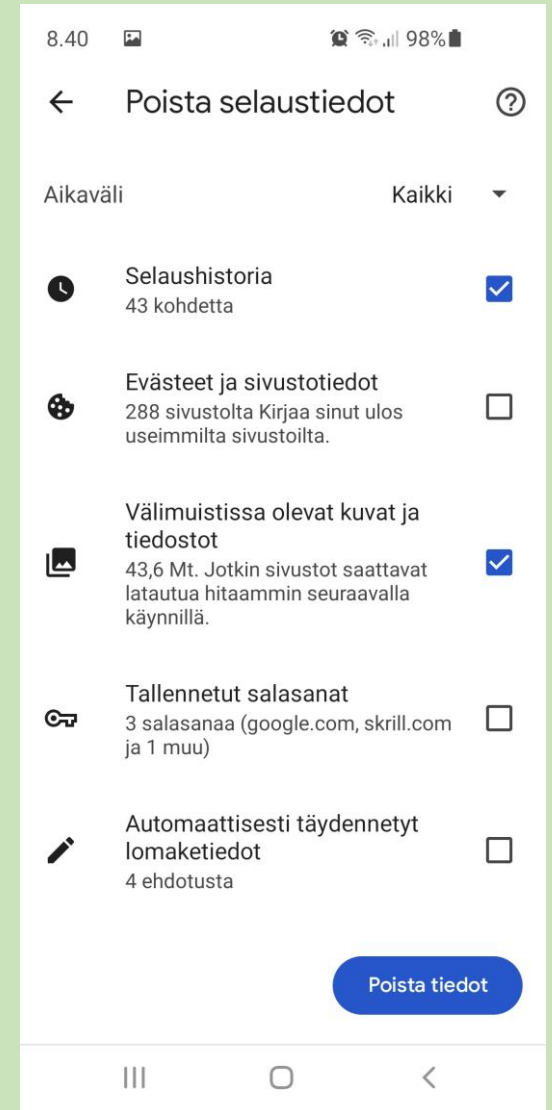 8.40 98%
Poista selaustiedot
Aikaväli Kaikki
Selaushistoria
43 kohdetta
Evästeet ja sivustotiedot
288 sivustolta Kirjaa sinut ulos
useimmilta sivustoilta.
Välimuistissa olevat kuvat ja
tiedostot
43,6 Mt. Jotkin sivustot saattavat
latautua hitaammin seuraavalla
käynnillä.
Tallennetut salasanat
3 salasanaa (google.com, skrill.com
ja 1 muu)
Automaattisesti täydennetyt
lomaketiedot
4 ehdotusta
Poista tiedot